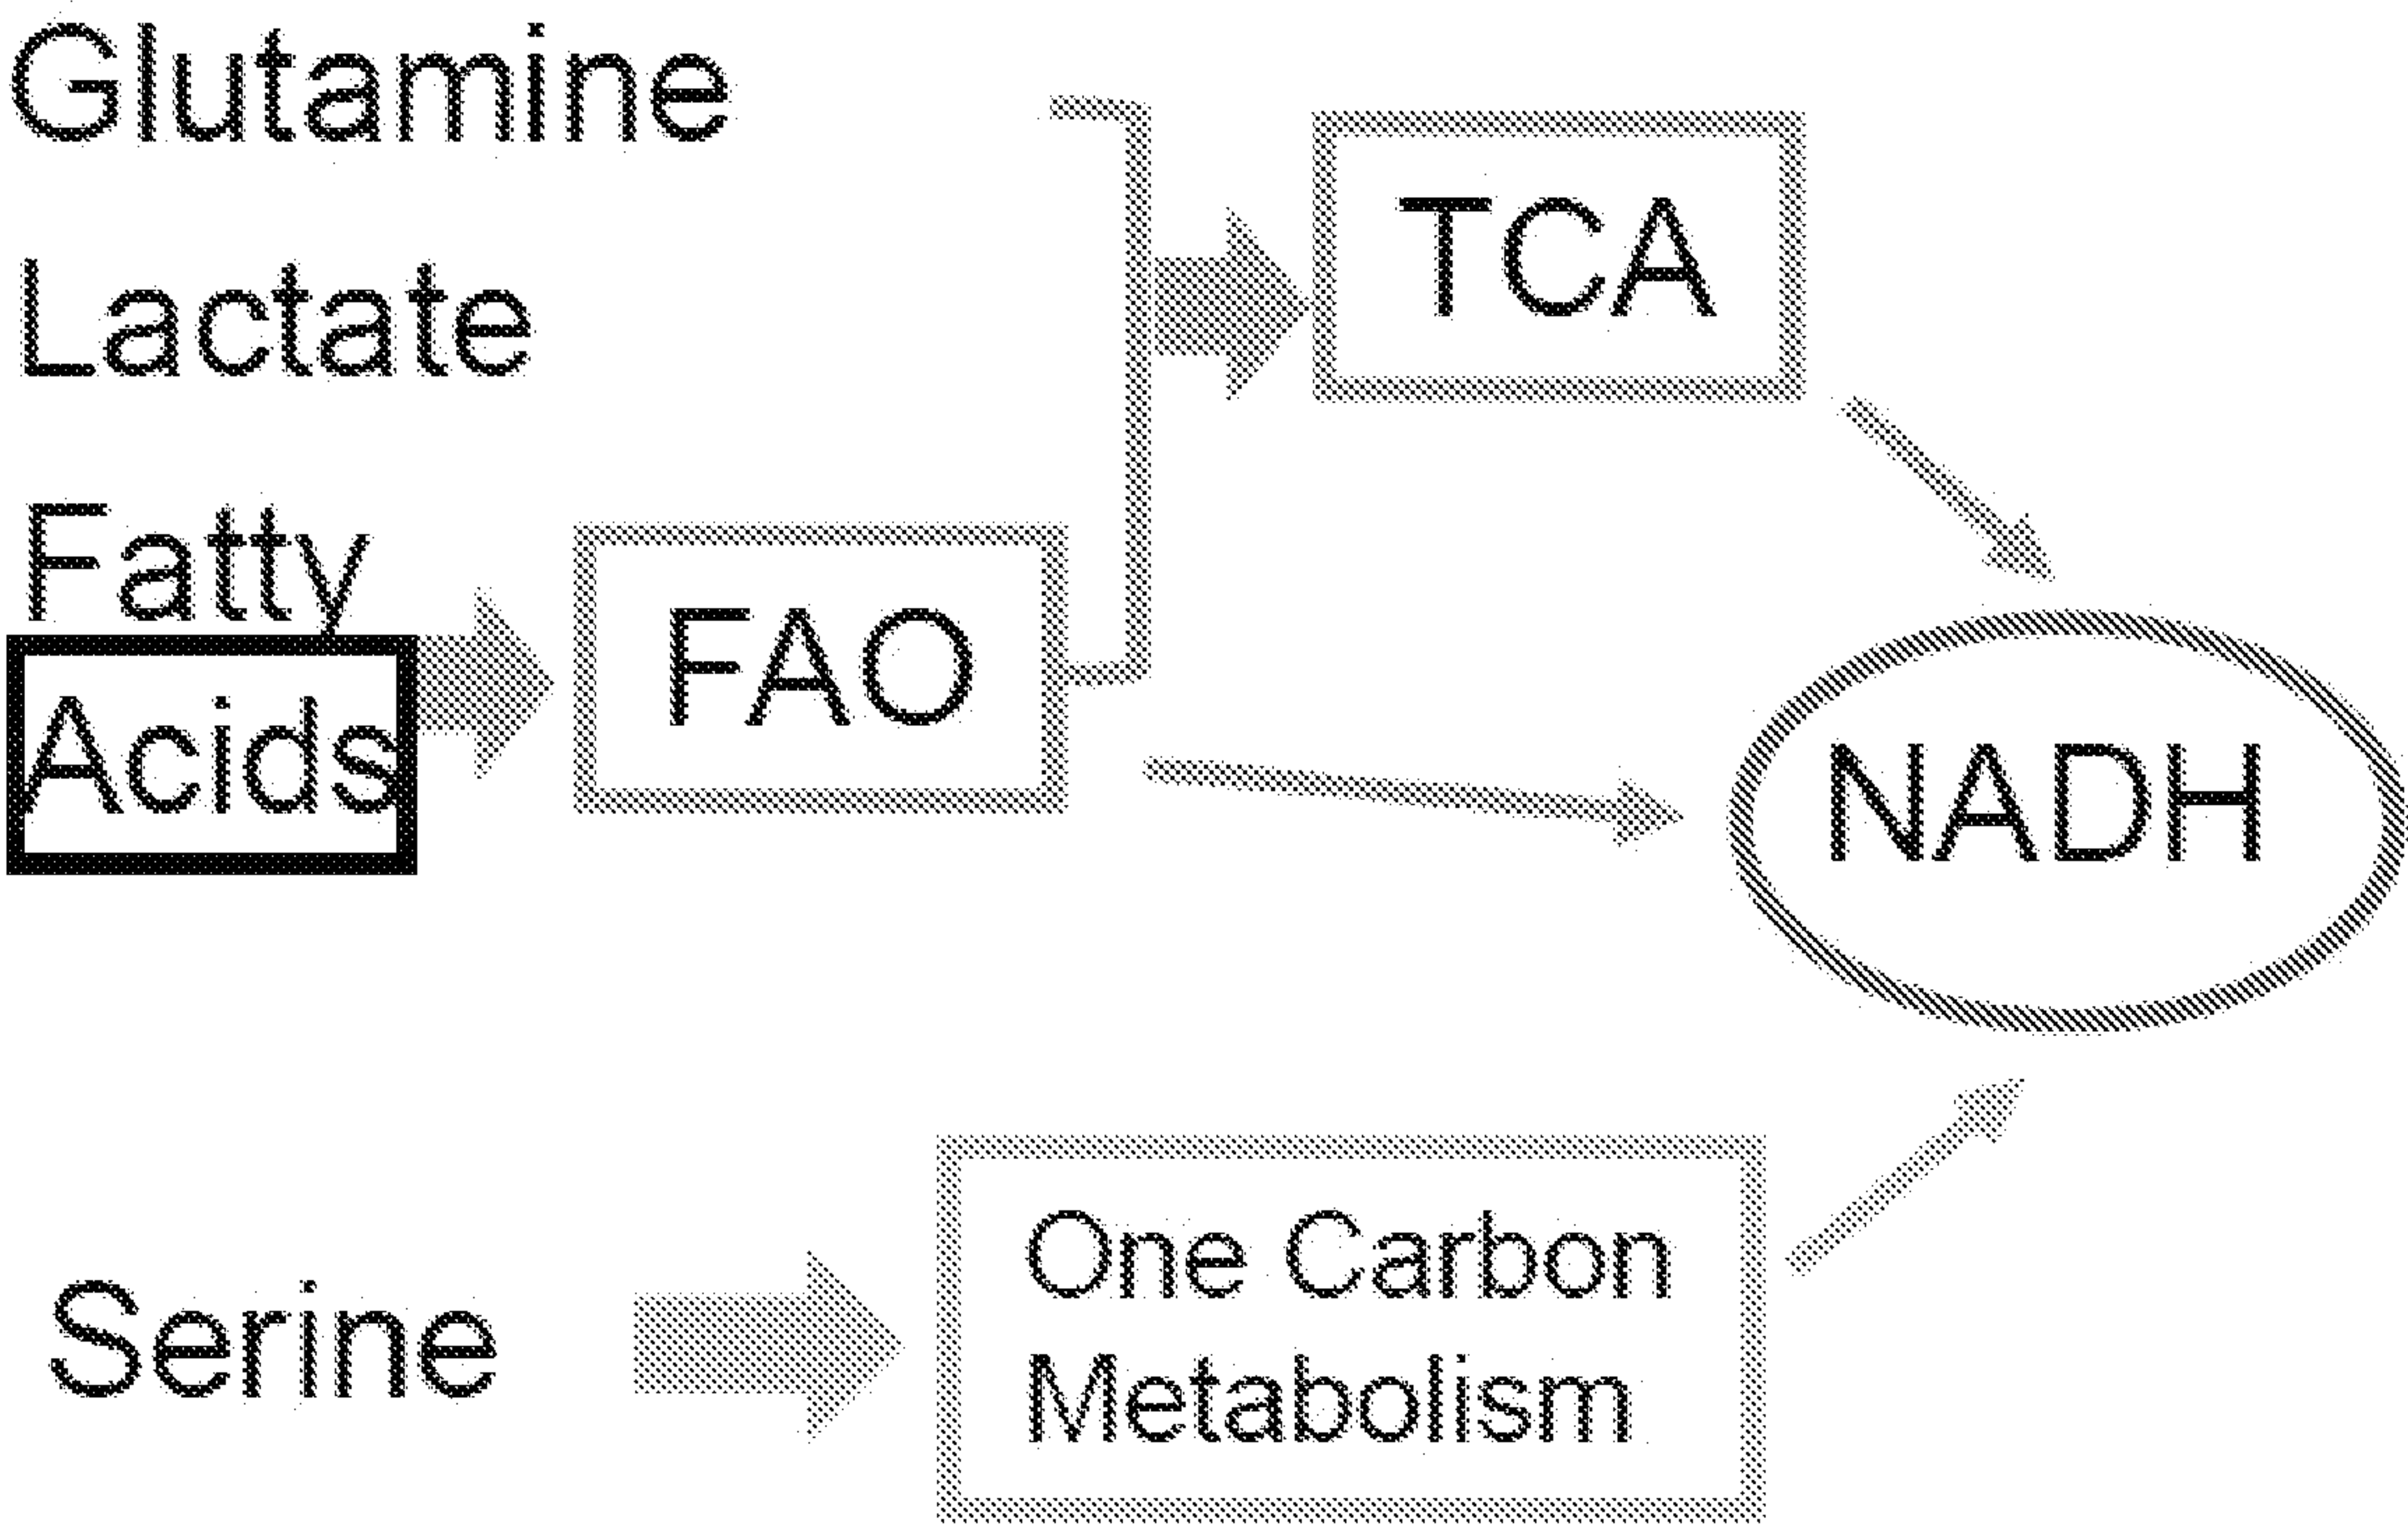 Glutamine
Lactate
Fatty
Acids
FAO
TCA
NADH
Serine
One Carbon
Metabolism